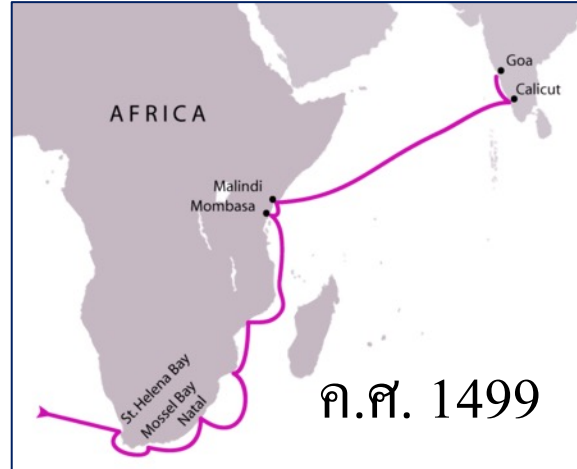 Goa
Calicut
AFRICA
Malindi
Mombasa
St. Helena Bay
Mossel Bay
Natal
ค.ศ. 1499